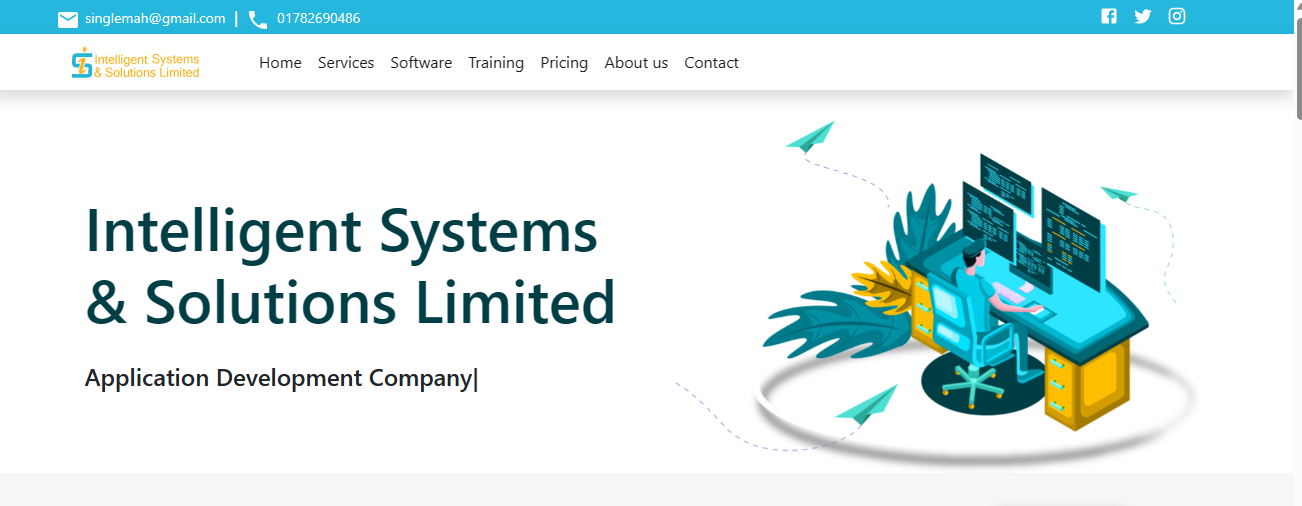 singlemah@gmail.com | 01782690486
Intelligent Systems
& Solutions Limited
Home Services Software Training Pricing About us Contact
Intelligent Systems
& Solutions Limited
Application Development Company|